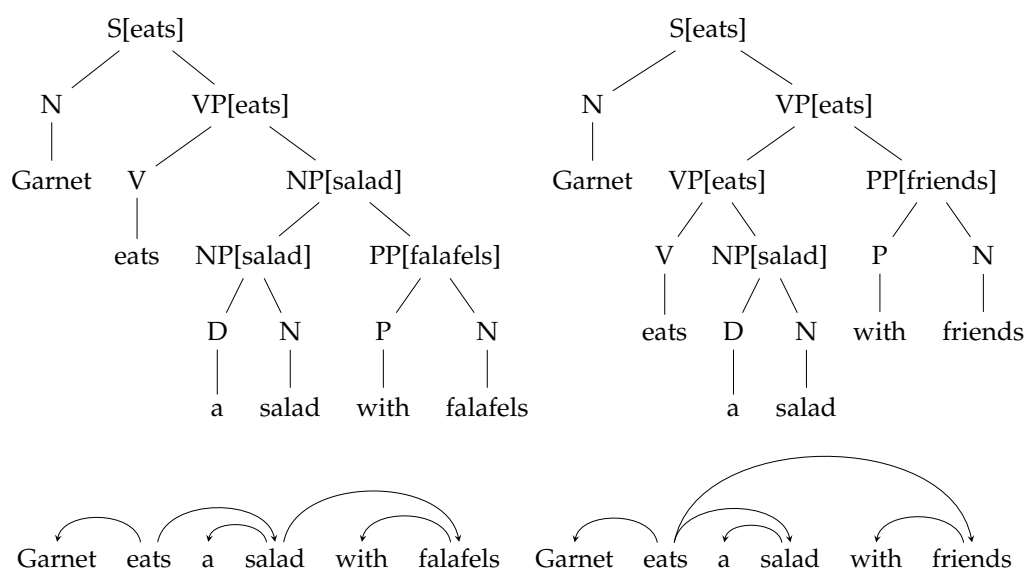 S[eats] S[eats]
N VP[eats] N VP[eats]
Garnet V NP[salad] Garnet VP[eats] PP[friends]
eats NP[salad] PP[falafels] V NP[salad] P N
D N P N eats D N with friends
a salad with falafels a salad
Garnet eats a salad with falafels Garnet eats a salad with friends